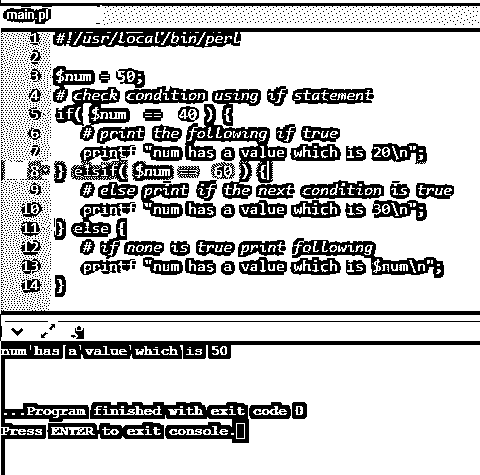 main.pl
1 #!/usr/local/bin/perl
2
3 $num = 50;
4 # check condition using if statement
5 if( $num == 40 ) {
6 # print the following if true
7 printf "num has a value which is 20\n";
8 } elsif( $num == 60 ) {
9 # else print if the next condition is true
10 printf "num has a value which is 30\n";
11 } else {
12 # if none is true print following
13 printf "num has a value which is $num\n";
14 }
num has a value which is 50
...Program finished with exit code 0
Press ENTER to exit console.